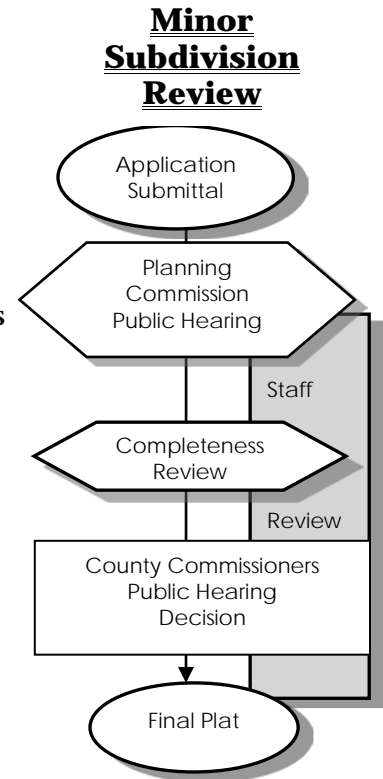 Minor
Subdivision
Review
Application
Submittal
Planning
Commission
Public Hearing
s
Staff
Completeness
Review
Review
County Commissioners
Public Hearing
Decision
Final Plat